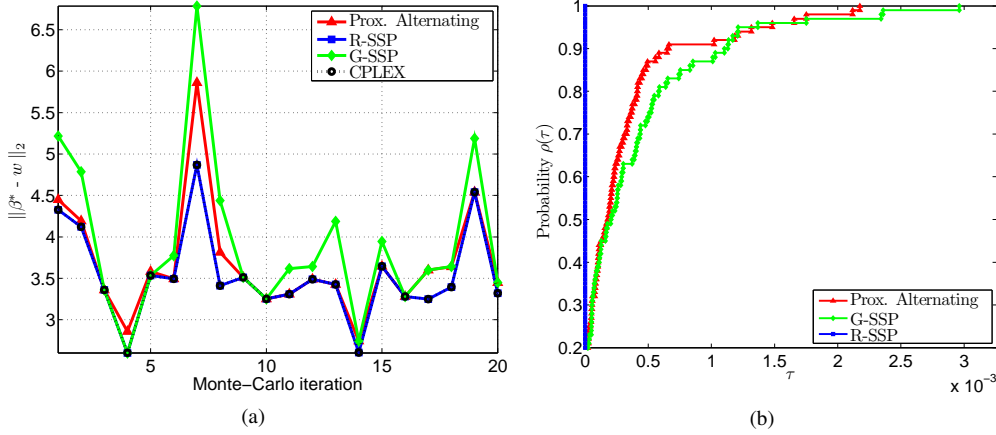 6.5
6
5.5
5
4.5
4
3.5
3
5
10
15
20
||β* - w ||₂
Monte−Carlo iteration
Prox. Alternating
R-SSP
G-SSP
CPLEX
(a)
1
0.9
0.8
0.7
0.6
0.5
0.4
0.3
0.2
0
0.5
1
1.5
2
2.5
3
x 10⁻³
Probability ρ(τ)
τ
Prox. Alternating
G-SSP
R-SSP
(b)